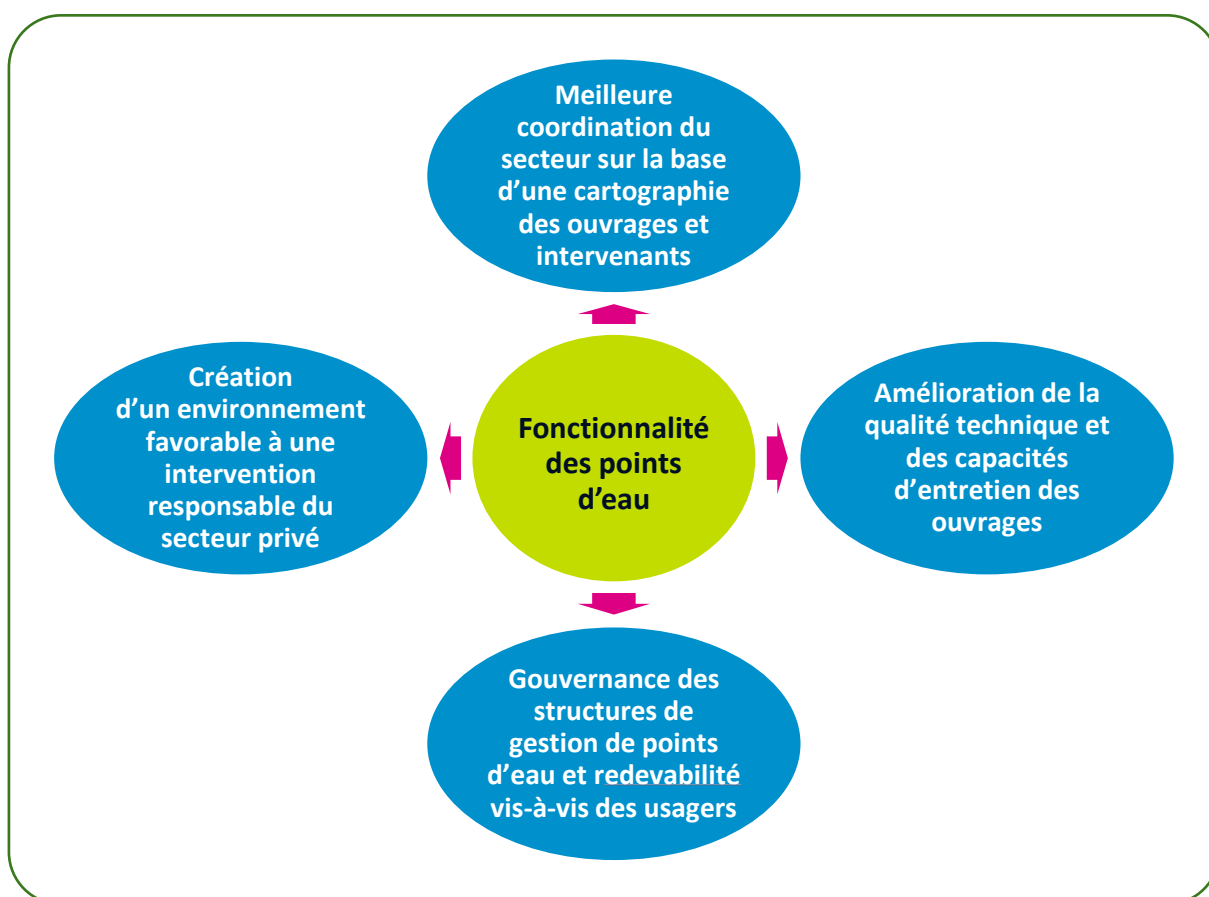 Meilleure
coordination du
secteur sur la base
d’une cartographie
des ouvrages et
intervenants
Création
d’un environnement
favorable à une
intervention
responsable du
secteur privé
Fonctionnalité
des points
d’eau
Amélioration de la
qualité technique et
des capacités
d’entretien des
ouvrages
Gouvernance des
structures de
gestion de points
d’eau et redevabilité
vis-à-vis des usagers